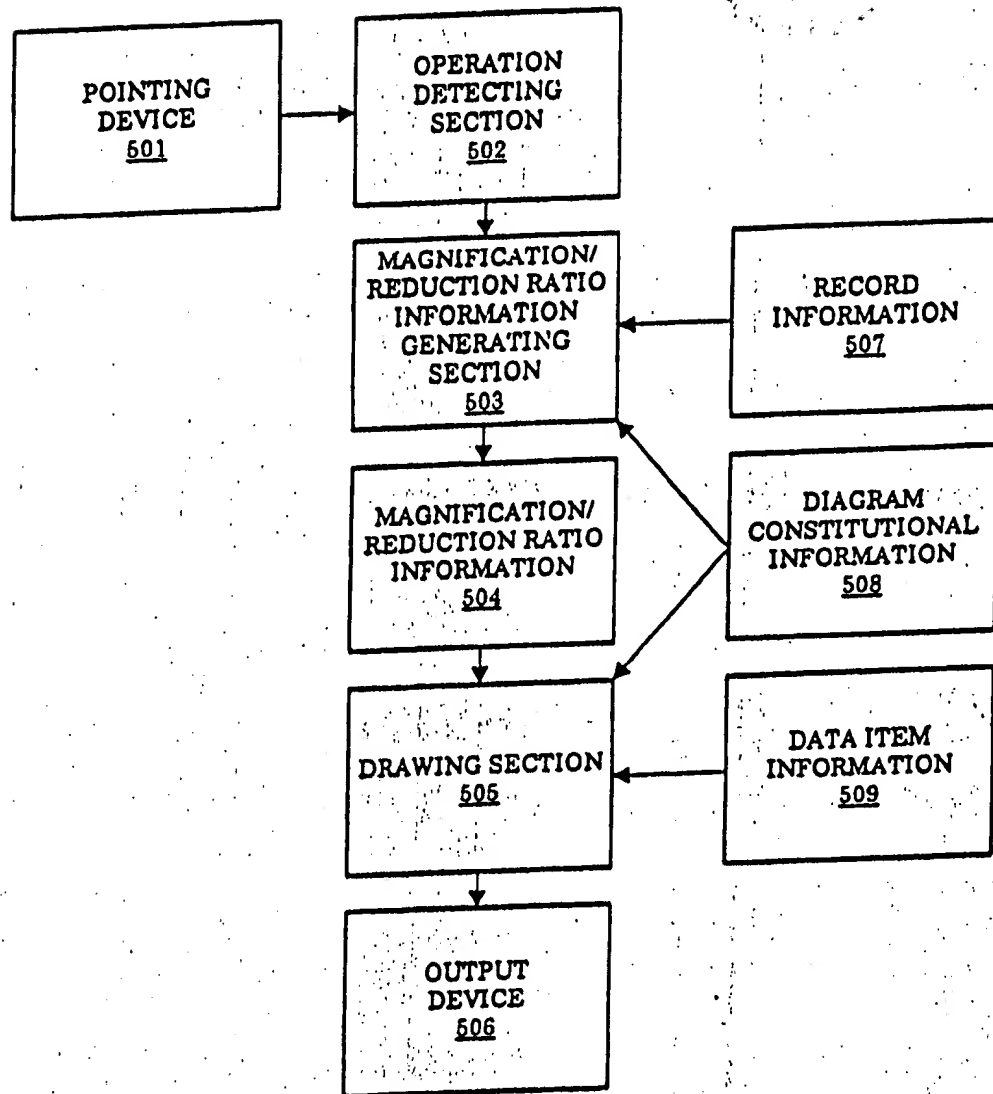 POINTING
DEVICE
501
OPERATION
DETECTING
SECTION
502
MAGNIFICATION/
REDUCTION RATIO
INFORMATION
GENERATING
SECTION
503
RECORD
INFORMATION
507
MAGNIFICATION/
REDUCTION RATIO
INFORMATION
504
DIAGRAM
CONSTITUTIONAL
INFORMATION
508
DRAWING SECTION
505
DATA ITEM
INFORMATION
509
OUTPUT
DEVICE
506